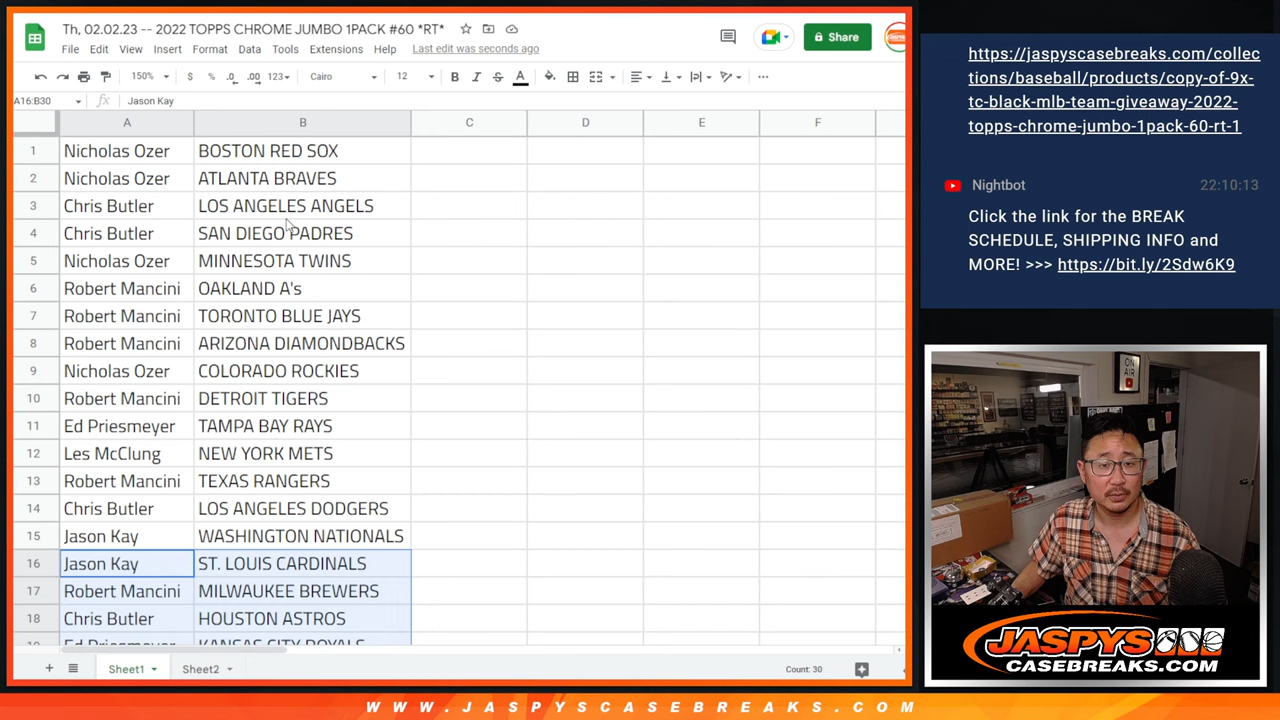 Th, 02.02.23 -- 2022 TOPPS CHROME JUMBO 1PACK #60 *RT*
File Edit View Insert Format Data Tools Extensions Help Last edit was seconds ago
Share
150% $ % .0 .00 123 Cairo 12 B I S A
A16:B30 fx Jason Kay
A B C D E F
1 Nicholas Ozer BOSTON RED SOX
2 Nicholas Ozer ATLANTA BRAVES
3 Chris Butler LOS ANGELES ANGELS
4 Chris Butler SAN DIEGO PADRES
5 Nicholas Ozer MINNESOTA TWINS
6 Robert Mancini OAKLAND A's
7 Robert Mancini TORONTO BLUE JAYS
8 Robert Mancini ARIZONA DIAMONDBACKS
9 Nicholas Ozer COLORADO ROCKIES
10 Robert Mancini DETROIT TIGERS
11 Ed Priesmeyer TAMPA BAY RAYS
12 Les McClung NEW YORK METS
13 Robert Mancini TEXAS RANGERS
14 Chris Butler LOS ANGELES DODGERS
15 Jason Kay WASHINGTON NATIONALS
16 Jason Kay ST. LOUIS CARDINALS
17 Robert Mancini MILWAUKEE BREWERS
18 Chris Butler HOUSTON ASTROS
19 Ed Priesmeyer KANSAS CITY ROYALS
Sheet1 Sheet2 Count: 30
https://jaspyscasebreaks.com/collec
tions/baseball/products/copy-of-9x-
tc-black-mlb-team-giveaway-2022-
topps-chrome-jumbo-1pack-60-rt-1
Nightbot 22:10:13
Click the link for the BREAK
SCHEDULE, SHIPPING INFO and
MORE! >>> https://bit.ly/2Sdw6K9
ON
AIR
JASPYS
CASEBREAKS.COM
WWW.JASPYSCASEBREAKS.COM